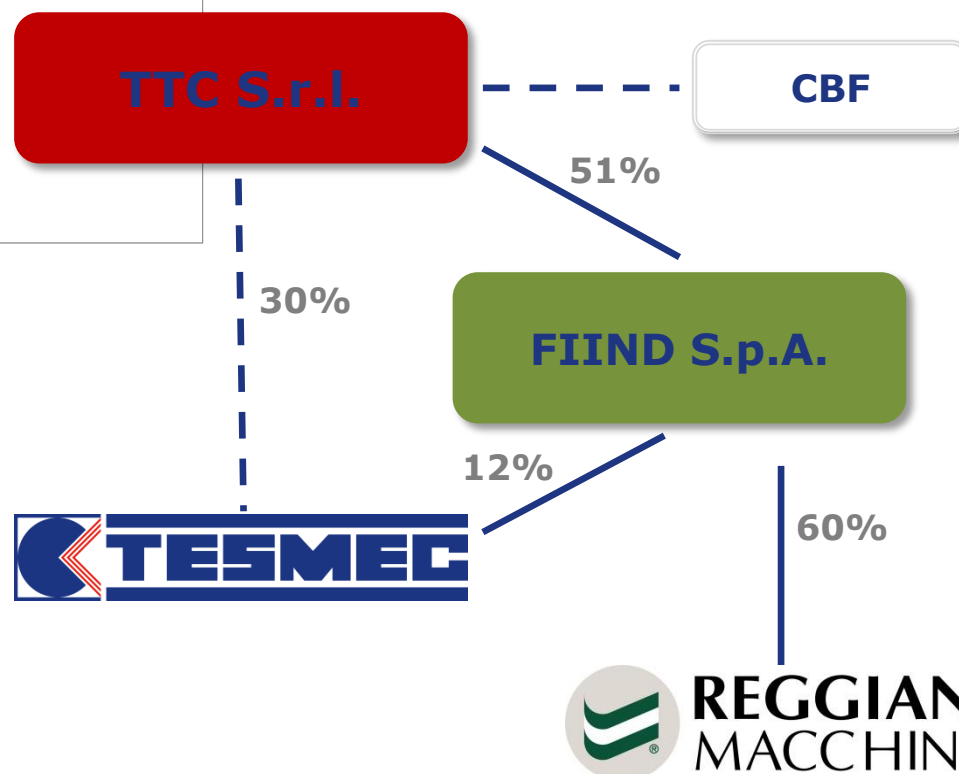 TTC S.r.l.
CBF
51%
30%
FIIND S.p.A.
12%
TESMEC
60%
®
REGGIAN
MACCHIN